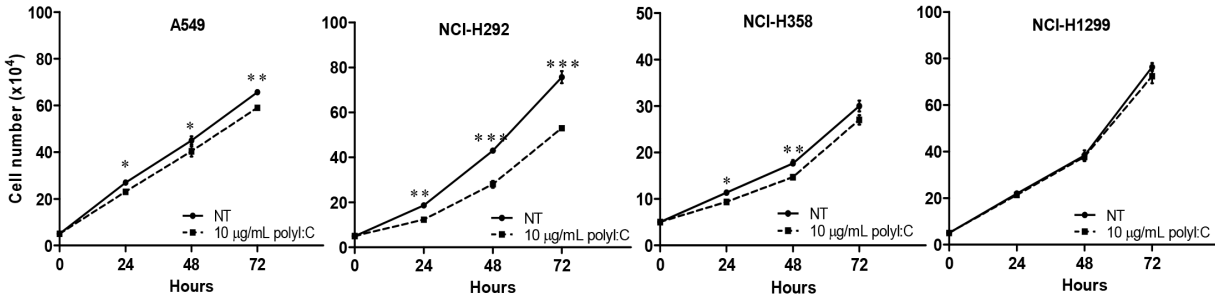 A549
Cell number (x10⁴)
100
80
60
40
20
0
*
*
**
NT
10 µg/mL polyI:C
0 24 48 72
Hours
NCI-H292
100
80
60
40
20
0
**
***
***
NT
10 µg/mL polyI:C
0 24 48 72
Hours
NCI-H358
50
40
30
20
10
0
*
**
NT
10 µg/mL polyI:C
0 24 48 72
Hours
NCI-H1299
100
80
60
40
20
0
NT
10 µg/mL polyI:C
0 24 48 72
Hours